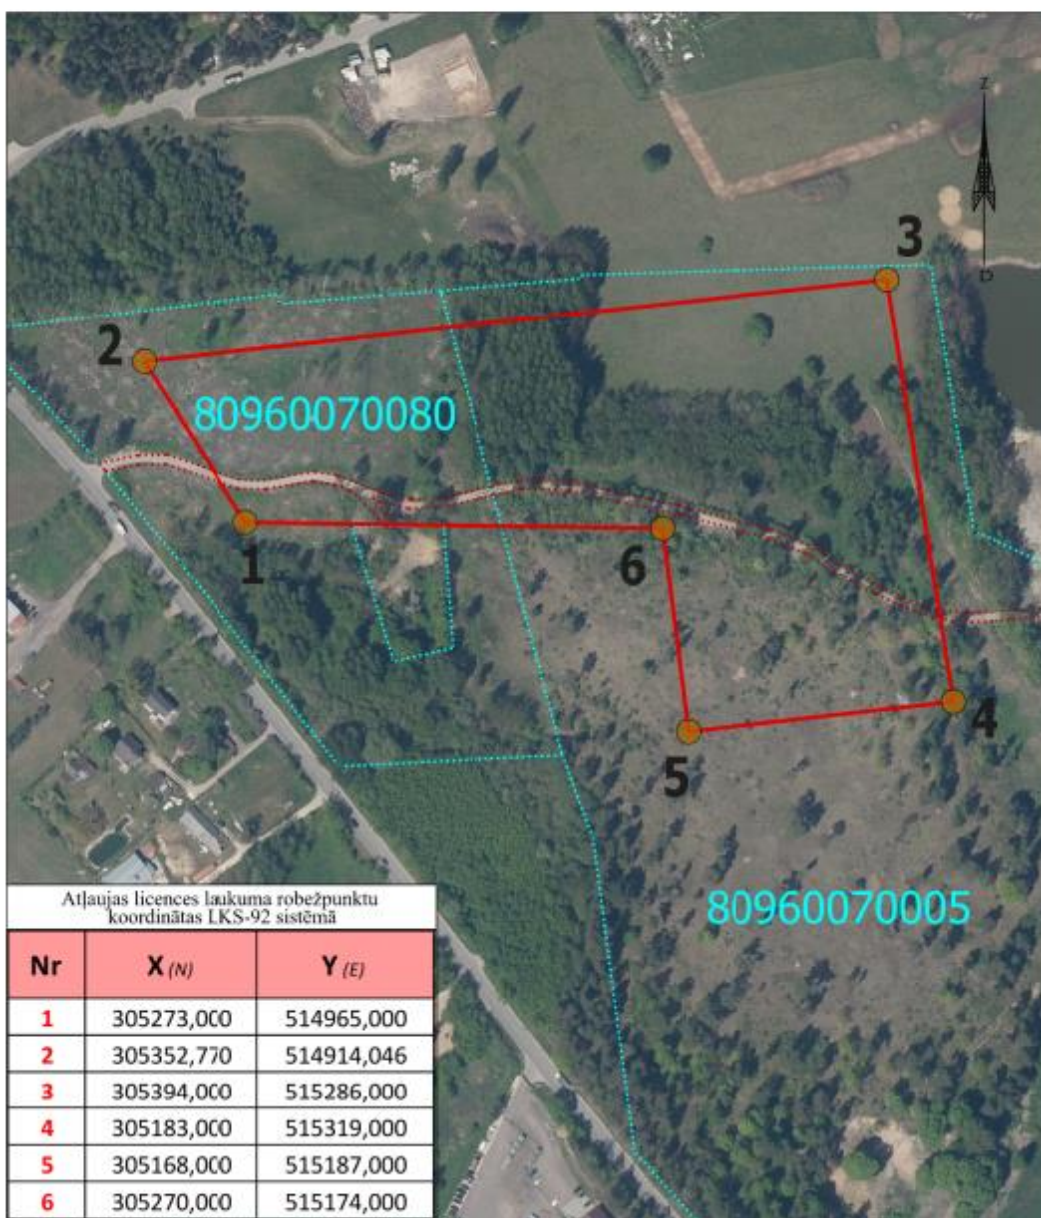 Z
3
2
80960070080
1
6
D
4
5
80960070005
Atļaujas licences laukuma robežpunktu
koordinātas LKS-92 sistēmā
Nr X (N) Y (E)
1 305273,000 514965,000
2 305352,770 514914,046
3 305394,000 515286,000
4 305183,000 515319,000
5 305168,000 515187,000
6 305270,000 515174,000